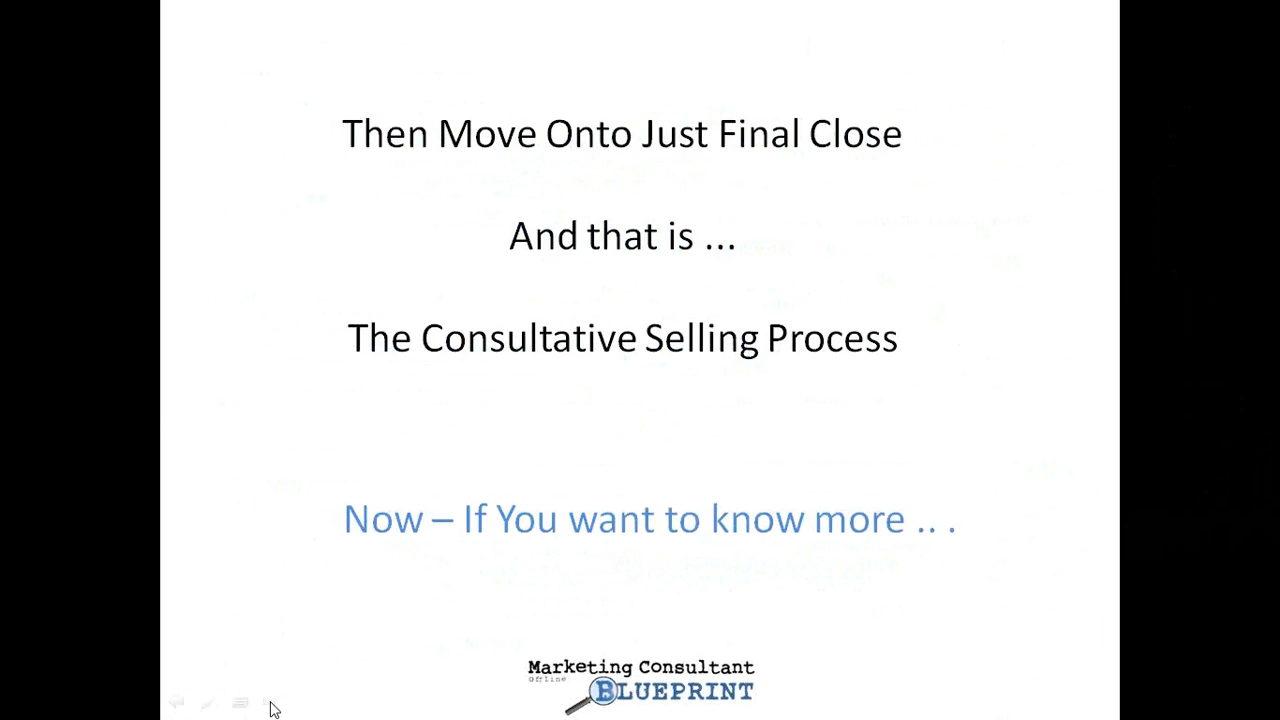 Then Move Onto Just Final Close
And that is ...
The Consultative Selling Process
Now – If You want to know more .. .
Marketing Consultant
Offline
BLUEPRINT